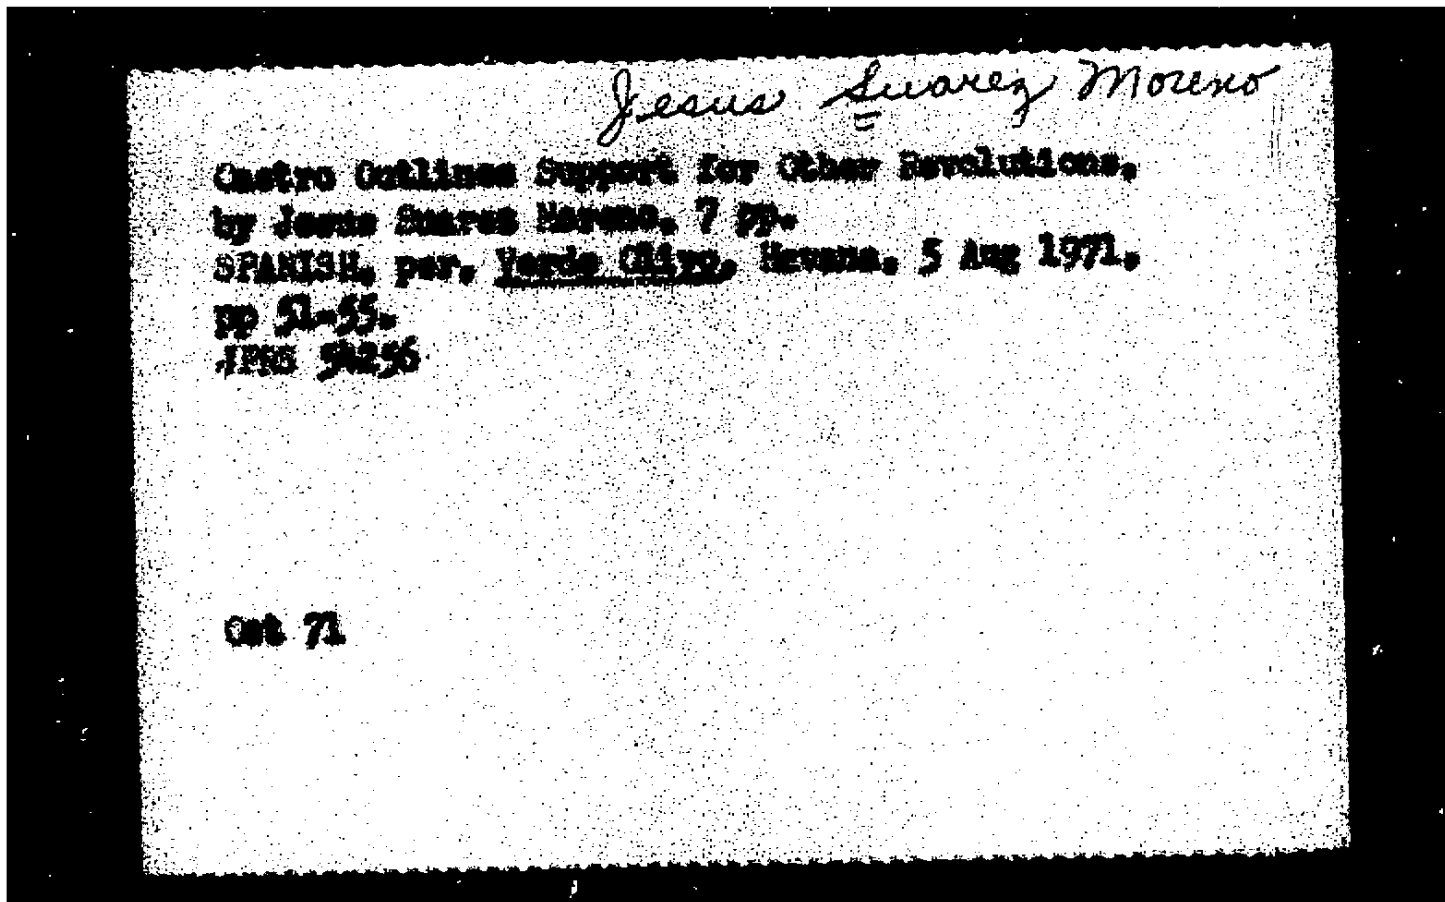 Jesus Suarez Moreno
Castro Outlines Support for Other Revolutions,
by Jesus Suarez Moreno, 7 pp.
SPANISH, per, Verde Olivo, Havana, 5 Aug 1971,
pp 51-55.
JPRS 54256
Oct 71